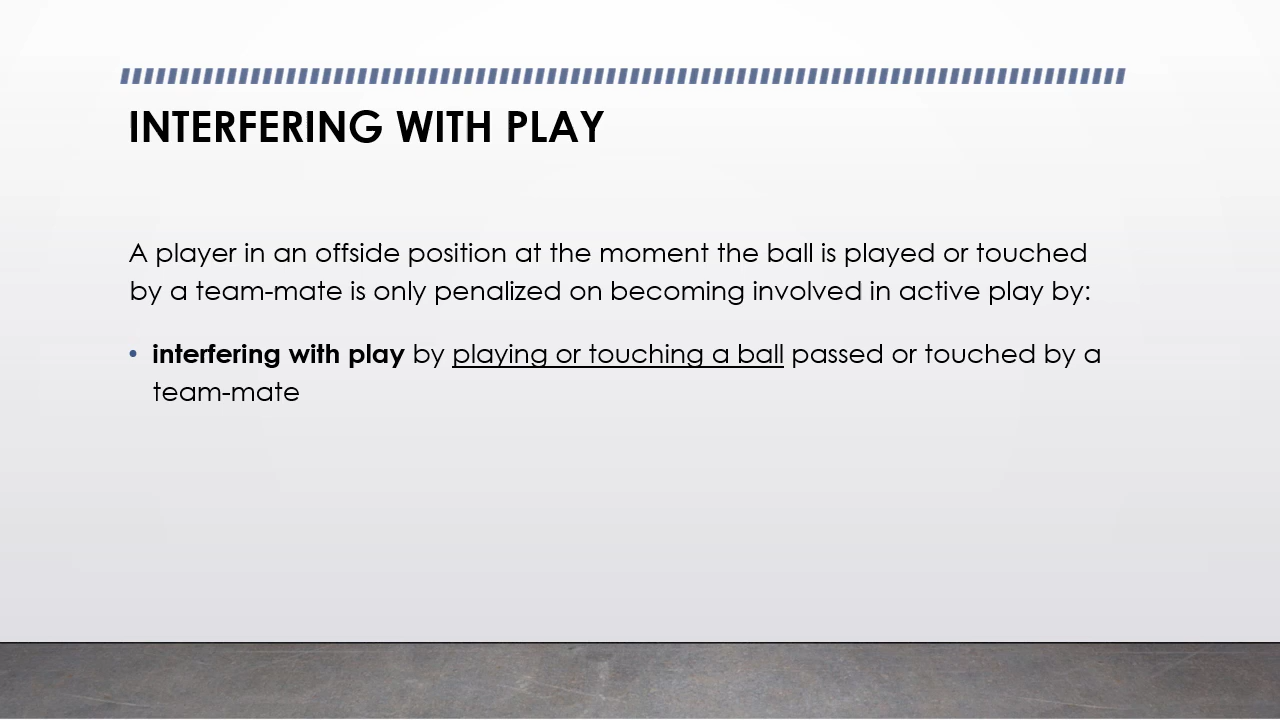 INTERFERING WITH PLAY
A player in an offside position at the moment the ball is played or touched
by a team-mate is only penalized on becoming involved in active play by:
• interfering with play by playing or touching a ball passed or touched by a
team-mate